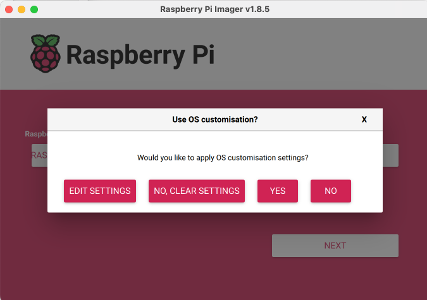 Raspberry Pi Imager v1.8.5
Raspberry Pi
Use OS customisation?
X
Raspb
RAS
Would you like to apply OS customisation settings?
EDIT SETTINGS
NO, CLEAR SETTINGS
YES
NO
NEXT